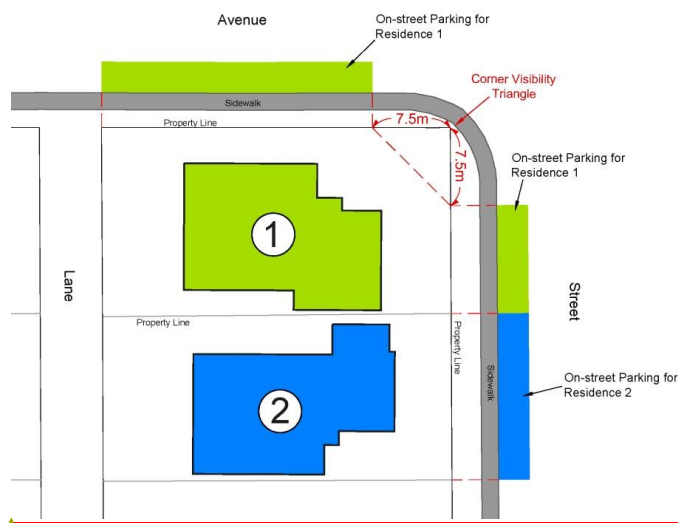 Avenue
On-street Parking for
Residence 1
Sidewalk
Corner Visibility
Triangle
Property Line
7.5m
7.5m
On-street Parking for
Residence 1
1
Lane
Street
Property Line
Property Line
Sidewalk
On-street Parking for
Residence 2
2